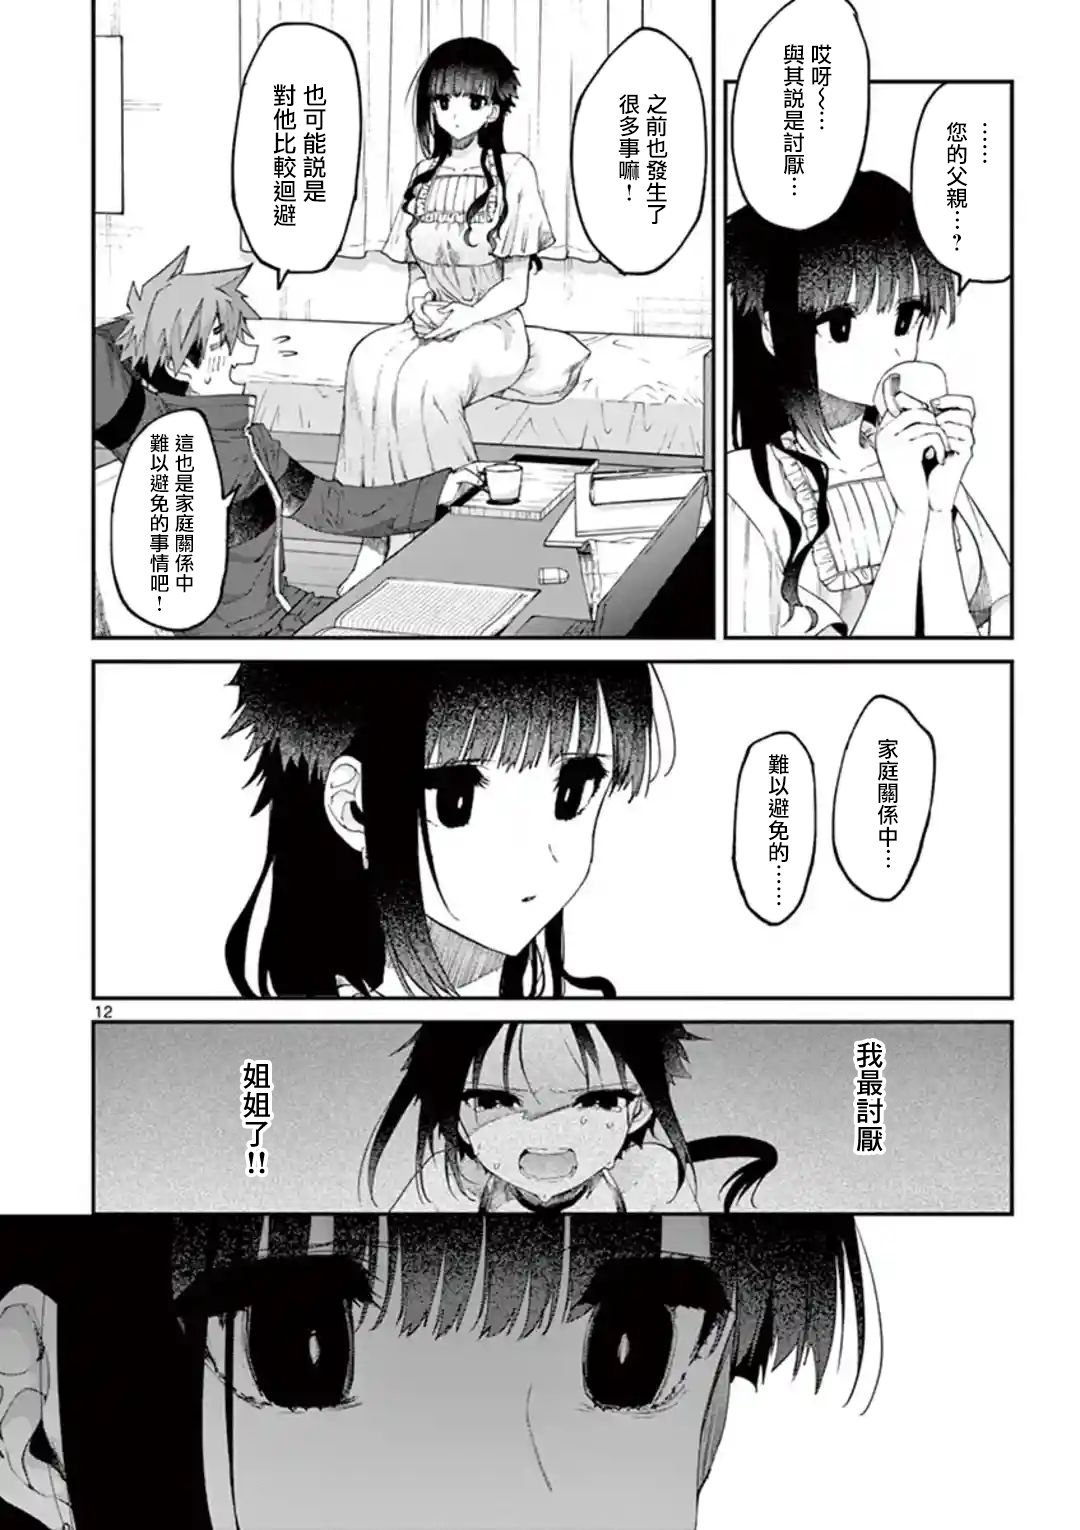 ……
您的父親…?
哎呀～……
與其説是討厭…
之前也發生了
很多事嘛！
也可能説是
對他比較迴避
這也是家庭關係中
難以避免的事情吧！
家庭關係中…
難以避免的……
12
我最討厭
姐姐了!!